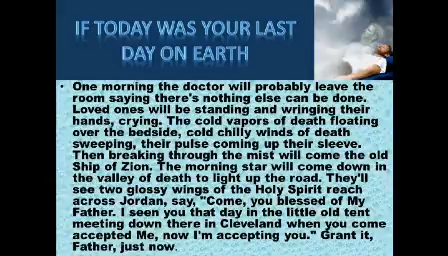 IF TODAY WAS YOUR LAST
DAY ON EARTH
• One morning the doctor will probably leave the
room saying there's nothing else can be done.
Loved ones will be standing and wringing their
hands, crying. The cold vapors of death floating
over the bedside, cold chilly winds of death
sweeping, their pulse coming up their sleeve.
Then breaking through the mist will come the old
Ship of Zion. The morning star will come down in
the valley of death to light up the road. They'll
see two glossy wings of the Holy Spirit reach
across Jordan, say, "Come, you blessed of My
Father. I seen you that day in the little old tent
meeting down there in Cleveland when you come
accepted Me, now I'm accepting you." Grant it,
Father, just now.